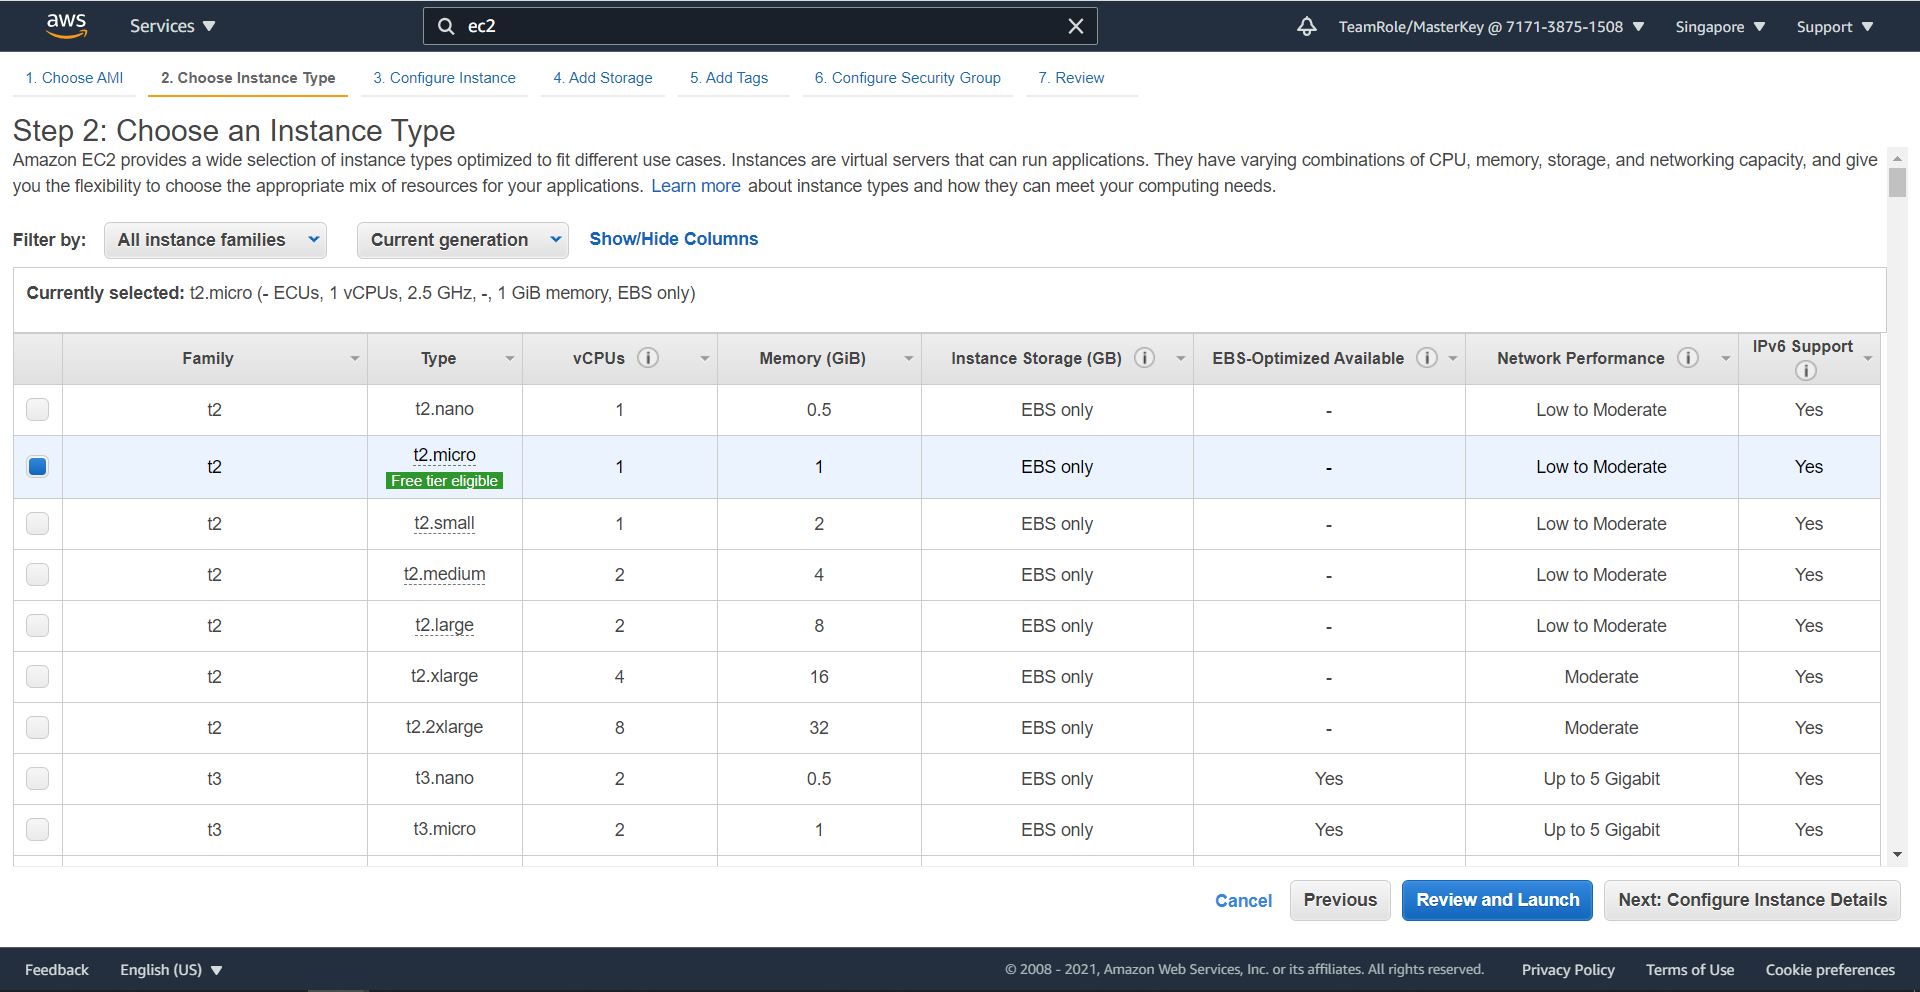 aws Services ec2 TeamRole/MasterKey @ 7171-3875-1508 Singapore Support
1. Choose AMI 2. Choose Instance Type 3. Configure Instance 4. Add Storage 5. Add Tags 6. Configure Security Group 7. Review
Step 2: Choose an Instance Type
Amazon EC2 provides a wide selection of instance types optimized to fit different use cases. Instances are virtual servers that can run applications. They have varying combinations of CPU, memory, storage, and networking capacity, and give
you the flexibility to choose the appropriate mix of resources for your applications. Learn more about instance types and how they can meet your computing needs.
Filter by: All instance families Current generation Show/Hide Columns
Currently selected: t2.micro (- ECUs, 1 vCPUs, 2.5 GHz, -, 1 GiB memory, EBS only)
Family Type vCPUs i Memory (GiB) Instance Storage (GB) i EBS-Optimized Available i Network Performance i IPv6 Support i
t2 t2.nano 1 0.5 EBS only - Low to Moderate Yes
t2 t2.micro 1 1 EBS only - Low to Moderate Yes
Free tier eligible
t2 t2.small 1 2 EBS only - Low to Moderate Yes
t2 t2.medium 2 4 EBS only - Low to Moderate Yes
t2 t2.large 2 8 EBS only - Low to Moderate Yes
t2 t2.xlarge 4 16 EBS only - Moderate Yes
t2 t2.2xlarge 8 32 EBS only - Moderate Yes
t3 t3.nano 2 0.5 EBS only Yes Up to 5 Gigabit Yes
t3 t3.micro 2 1 EBS only Yes Up to 5 Gigabit Yes
Cancel Previous Review and Launch Next: Configure Instance Details
Feedback English (US) © 2008 - 2021, Amazon Web Services, Inc. or its affiliates. All rights reserved. Privacy Policy Terms of Use Cookie preferences